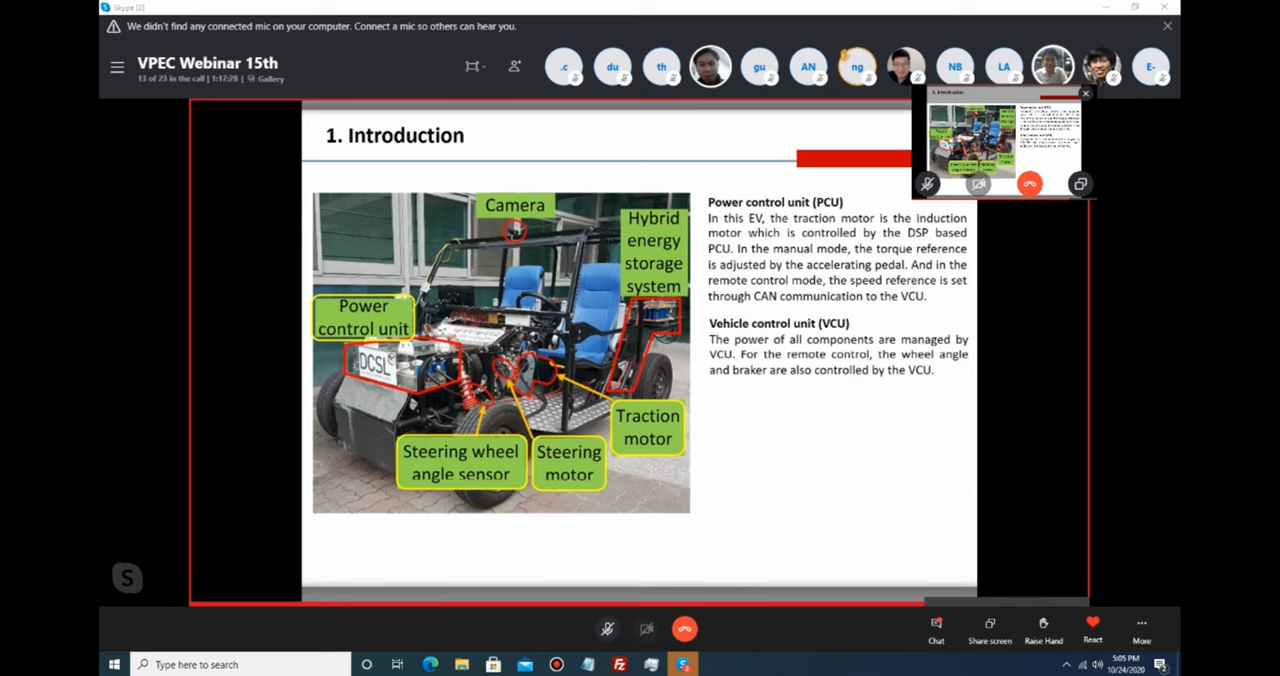 Skype [2]
We didn't find any connected mic on your computer. Connect a mic so others can hear you.
VPEC Webinar 15th
13 of 23 in the call | 1:17:28 | Gallery
.c
du
th
gu
AN
ng
NB
LA
E-
1. Introduction
Camera
Hybrid
energy
storage
system
Power
control unit
DCSL
Traction
motor
Steering wheel
angle sensor
Steering
motor
Power control unit (PCU)
In this EV, the traction motor is the induction
motor which is controlled by the DSP based
PCU. In the manual mode, the torque reference
is adjusted by the accelerating pedal. And in the
remote control mode, the speed reference is set
through CAN communication to the VCU.
Vehicle control unit (VCU)
The power of all components are managed by
VCU. For the remote control, the wheel angle
and braker are also controlled by the VCU.
S
Chat
Share screen
Raise Hand
React
More
Type here to search
5:05 PM
10/24/2020